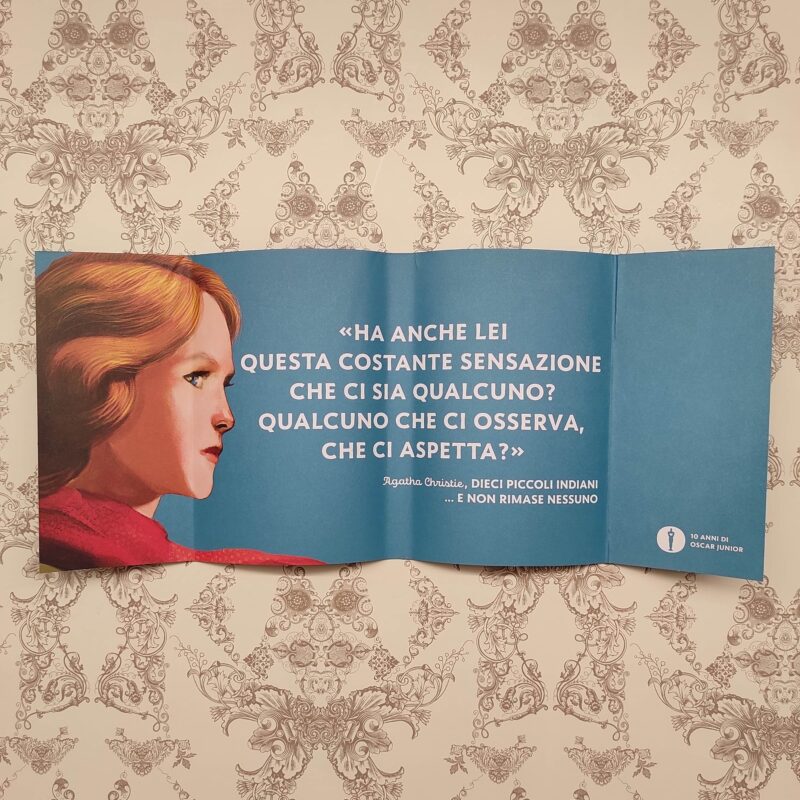 «HA ANCHE LEI
QUESTA COSTANTE SENSAZIONE
CHE CI SIA QUALCUNO?
QUALCUNO CHE CI OSSERVA,
CHE CI ASPETTA?»
Agatha Christie, DIECI PICCOLI INDIANI
... E NON RIMASE NESSUNO
10 ANNI DI
OSCAR JUNIOR